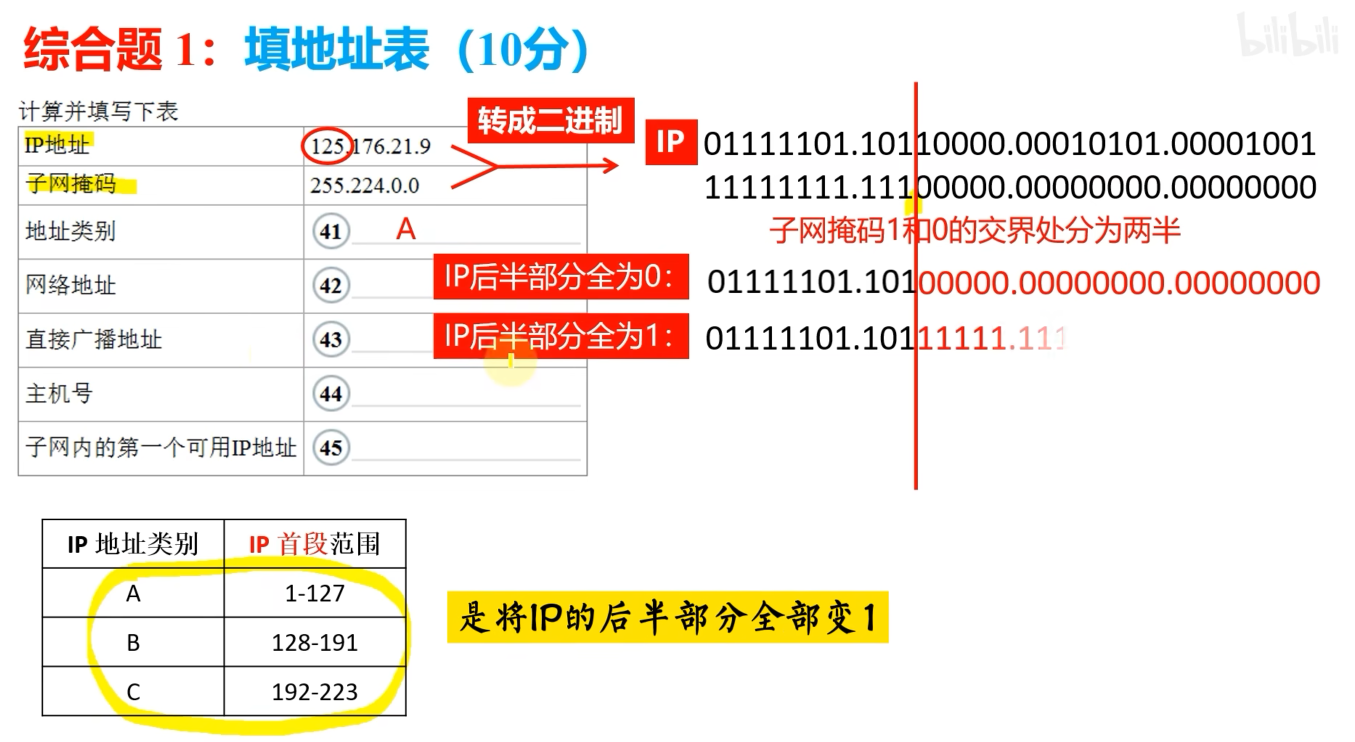 综合题 1：填地址表（10分）
bilibili
计算并填写下表
IP地址 125.176.21.9
子网掩码 255.224.0.0
地址类别 41 A
网络地址 42
直接广播地址 43
主机号 44
子网内的第一个可用IP地址 45
转成二进制
IP 01111101.10110000.00010101.00001001
11111111.11100000.00000000.00000000
子网掩码1和0的交界处分为两半
IP后半部分全为0： 01111101.10100000.00000000.00000000
IP后半部分全为1： 01111101.10111111.111
IP 地址类别 IP 首段范围
A 1-127
B 128-191
C 192-223
是将IP的后半部分全部变1